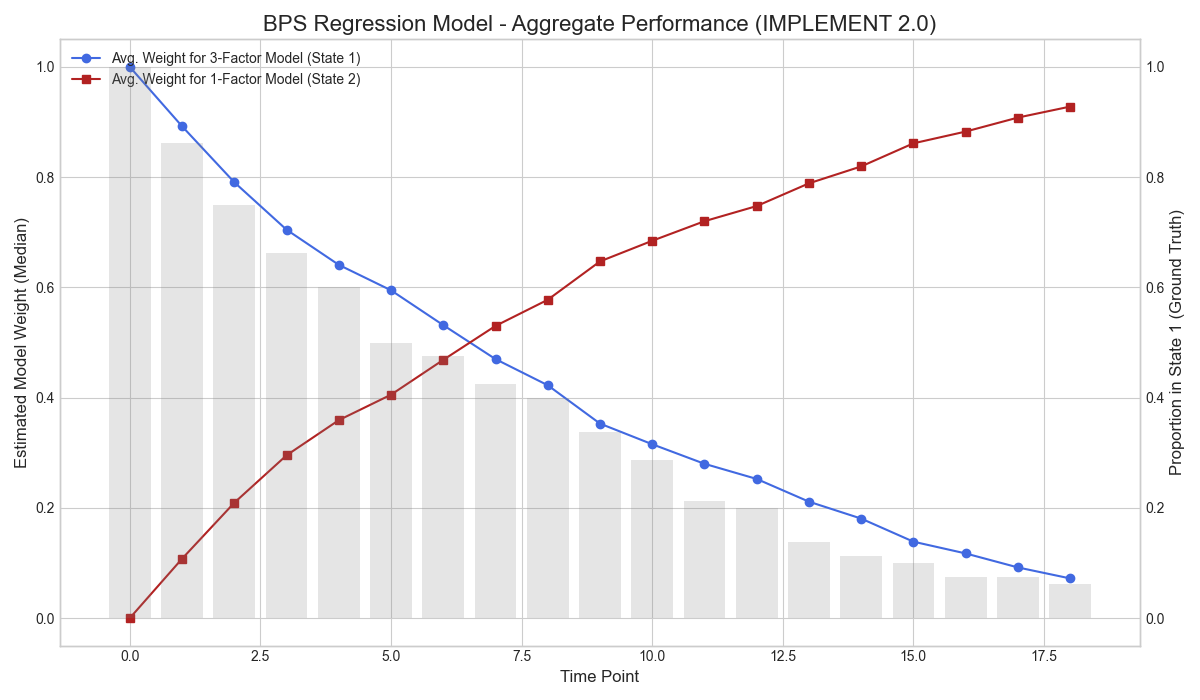 BPS Regression Model - Aggregate Performance (IMPLEMENT 2.0)
Avg. Weight for 3-Factor Model (State 1)
Avg. Weight for 1-Factor Model (State 2)
Estimated Model Weight (Median)
1.0
0.8
0.6
0.4
0.2
0.0
1.0
0.8
0.6
0.4
0.2
0.0
Proportion in State 1 (Ground Truth)
0.0 2.5 5.0 7.5 10.0 12.5 15.0 17.5
Time Point